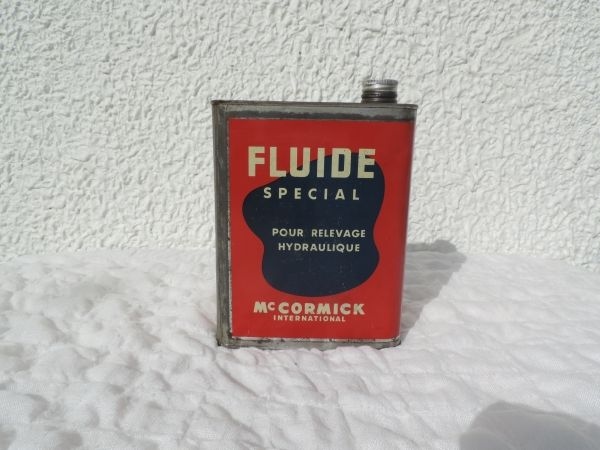 FLUIDE
SPECIAL
POUR RELEVAGE
HYDRAULIQUE
McCORMICK
INTERNATIONAL